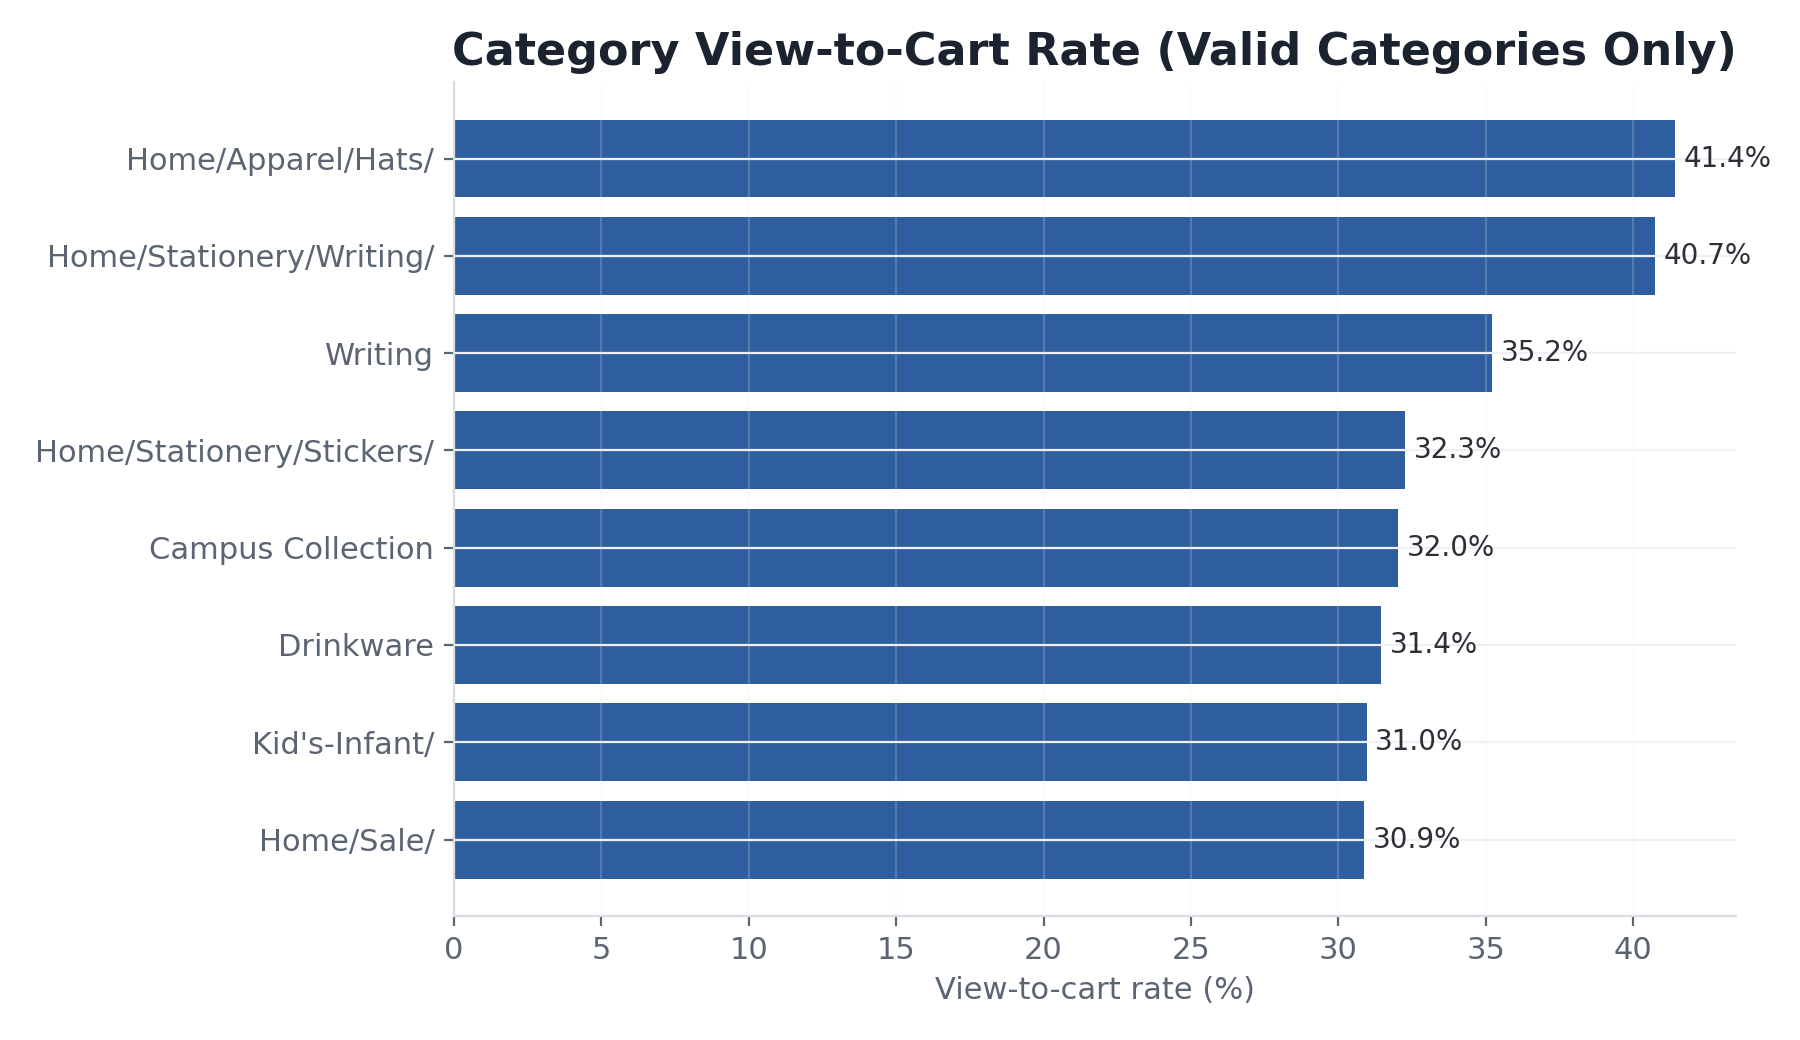 Category View-to-Cart Rate (Valid Categories Only)
Home/Apparel/Hats/ 41.4%
Home/Stationery/Writing/ 40.7%
Writing 35.2%
Home/Stationery/Stickers/ 32.3%
Campus Collection 32.0%
Drinkware 31.4%
Kid's-Infant/ 31.0%
Home/Sale/ 30.9%
0 5 10 15 20 25 30 35 40
View-to-cart rate (%)